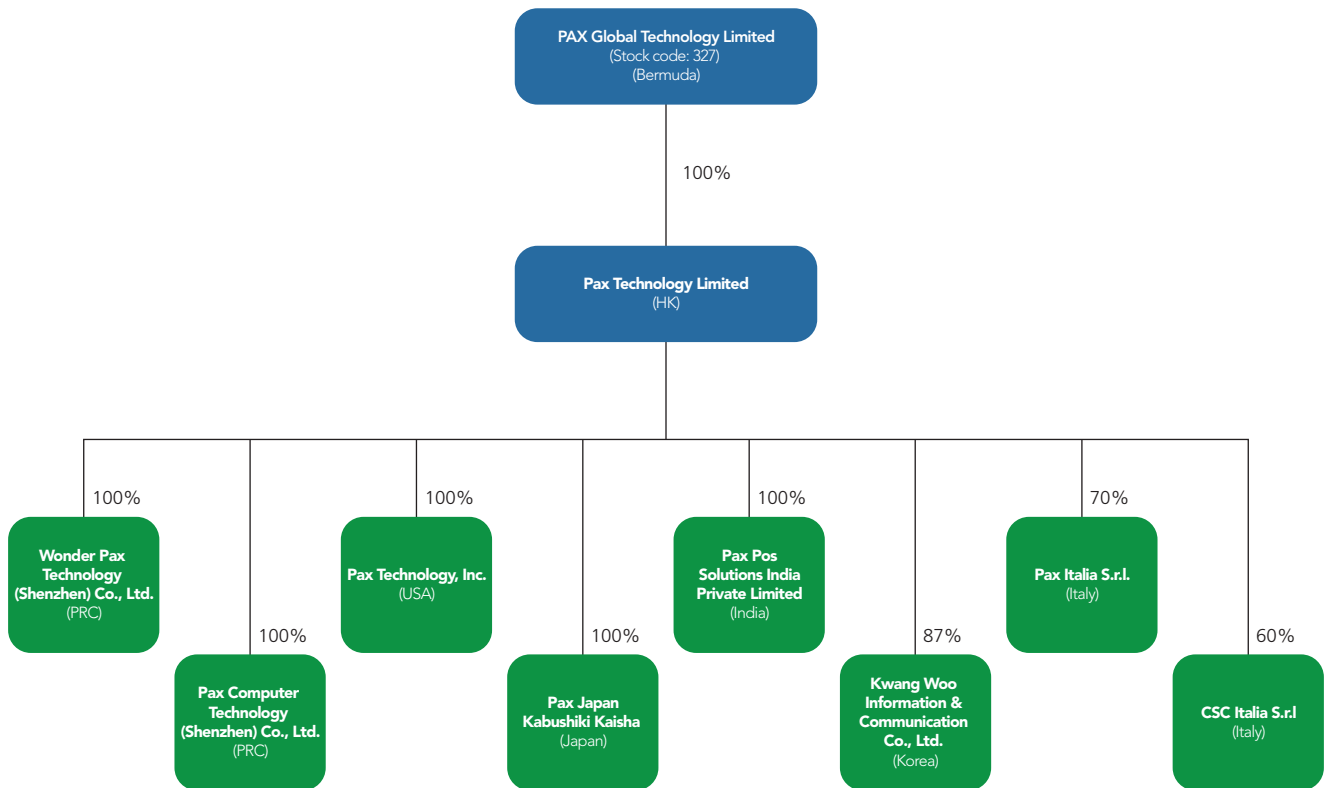 PAX Global Technology Limited
(Stock code: 327)
(Bermuda)
100%
Pax Technology Limited
(HK)
100%
100%
100%
70%
Wonder Pax
Technology
(Shenzhen) Co., Ltd.
(PRC)
Pax Technology, Inc.
(USA)
Pax Pos
Solutions India
Private Limited
(India)
Pax Italia S.r.l.
(Italy)
100%
100%
87%
60%
Pax Computer
Technology
(Shenzhen) Co., Ltd.
(PRC)
Pax Japan
Kabushiki Kaisha
(Japan)
Kwang Woo
Information &
Communication
Co., Ltd.
(Korea)
CSC Italia S.r.l
(Italy)